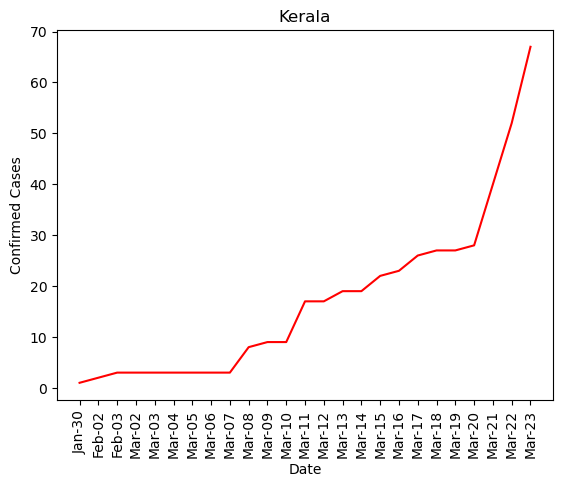 Kerala
70
60
50
40
30
20
10
0
Confirmed Cases
Jan-30
Feb-02
Feb-03
Mar-02
Mar-03
Mar-04
Mar-05
Mar-06
Mar-07
Mar-08
Mar-09
Mar-10
Mar-11
Mar-12
Mar-13
Mar-14
Mar-15
Mar-16
Mar-17
Mar-18
Mar-19
Mar-20
Mar-21
Mar-22
Mar-23
Date